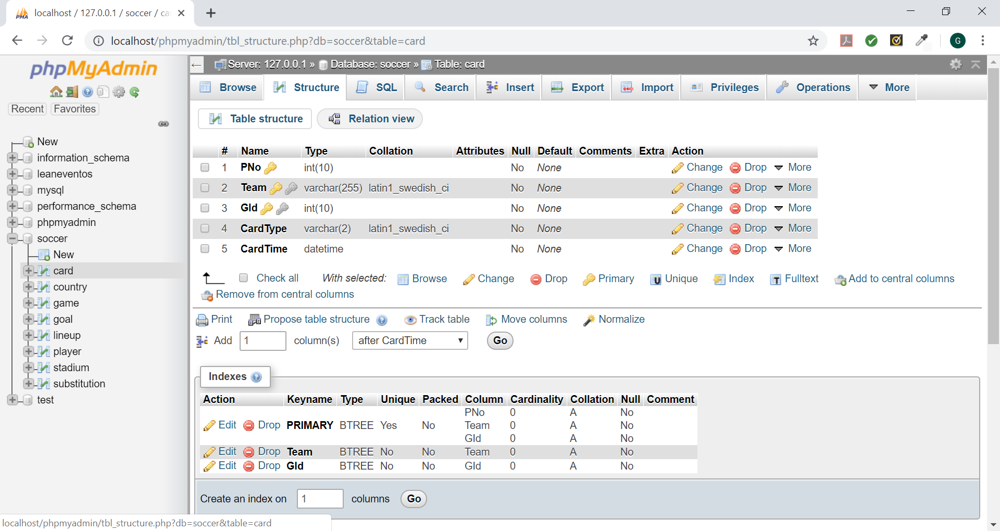 localhost / 127.0.0.1 / soccer / ca
localhost/phpmyadmin/tbl_structure.php?db=soccer&table=card
G
phpMyAdmin
Recent Favorites
New
information_schema
leaneventos
mysql
performance_schema
phpmyadmin
soccer
New
card
country
game
goal
lineup
player
stadium
substitution
test
Server: 127.0.0.1 » Database: soccer » Table: card
Browse Structure SQL Search Insert Export Import Privileges Operations More
Table structure Relation view
# Name Type Collation Attributes Null Default Comments Extra Action
1 PNo int(10) No None Change Drop More
2 Team varchar(255) latin1_swedish_ci No None Change Drop More
3 GId int(10) No None Change Drop More
4 CardType varchar(2) latin1_swedish_ci No None Change Drop More
5 CardTime datetime No None Change Drop More
Check all With selected: Browse Change Drop Primary Unique Index Fulltext Add to central columns
Remove from central columns
Print Propose table structure Track table Move columns Normalize
Add 1 column(s) after CardTime Go
Indexes
Action Keyname Type Unique Packed Column Cardinality Collation Null Comment
PNo 0 A No
Edit Drop PRIMARY BTREE Yes No Team 0 A No
GId 0 A No
Edit Drop Team BTREE No No Team 0 A No
Edit Drop GId BTREE No No GId 0 A No
Create an index on 1 columns Go
localhost/phpmyadmin/tbl_structure.php?db=soccer&table=card